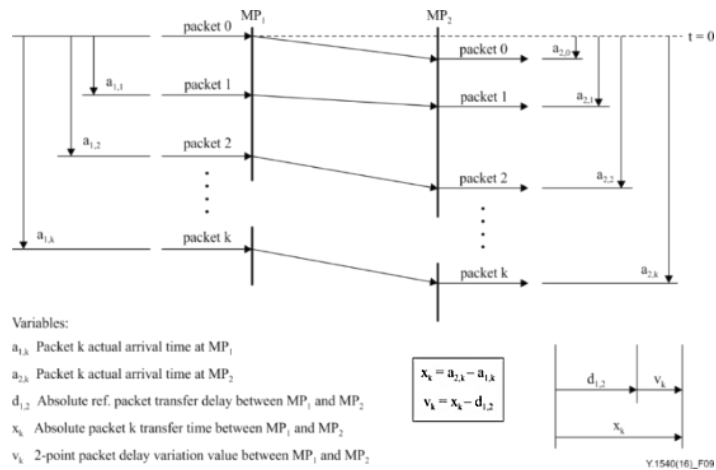 MP₁ MP₂
packet 0
packet 0
t = 0
a₂,₀
a₁,₁
packet 1
packet 1
a₂,₁
a₁,₂
packet 2
packet 2
a₂,₂
a₁,k
packet k
packet k
a₂,k
Variables:
a₁,k Packet k actual arrival time at MP₁
a₂,k Packet k actual arrival time at MP₂
d₁,₂ Absolute ref. packet transfer delay between MP₁ and MP₂
xk Absolute packet k transfer time between MP₁ and MP₂
vk 2-point packet delay variation value between MP₁ and MP₂
xk = a₂,k – a₁,k
vk = xk – d₁,₂
d₁,₂ vk
xk
Y.1540(16)_F09